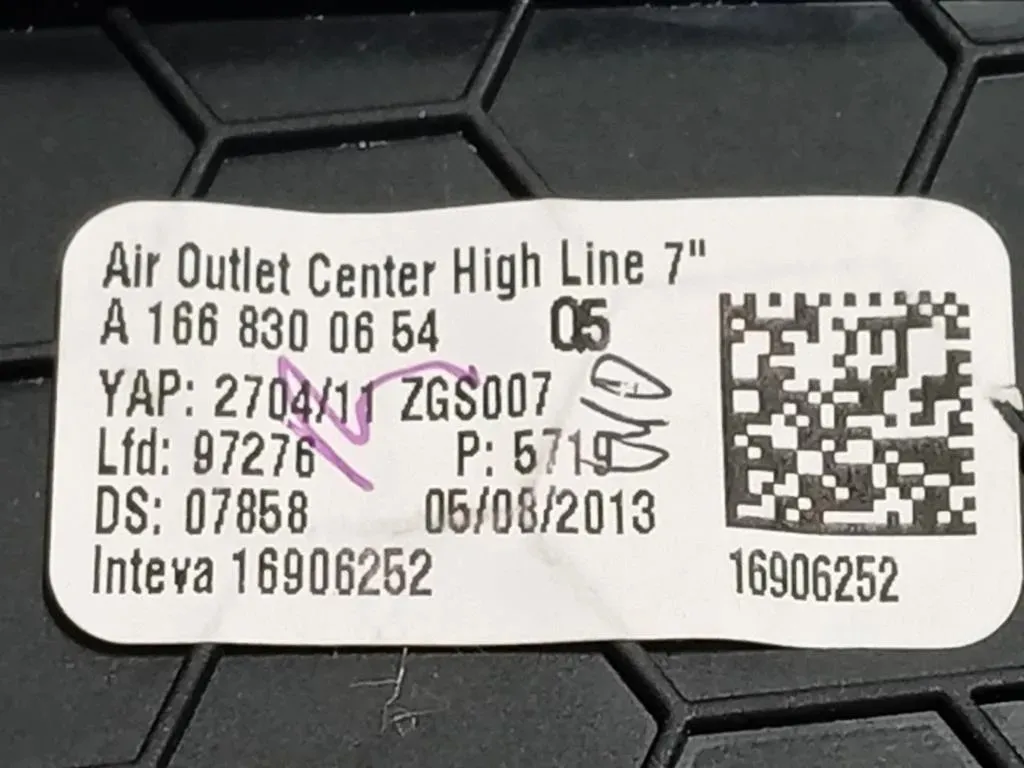 Air Outlet Center High Line 7"
A 166 830 06 54 Q5
YAP: 2704/11 ZGS007
Lfd: 97276 P: 5719
DS: 07858 05/08/2013
Inteva 16906252
16906252